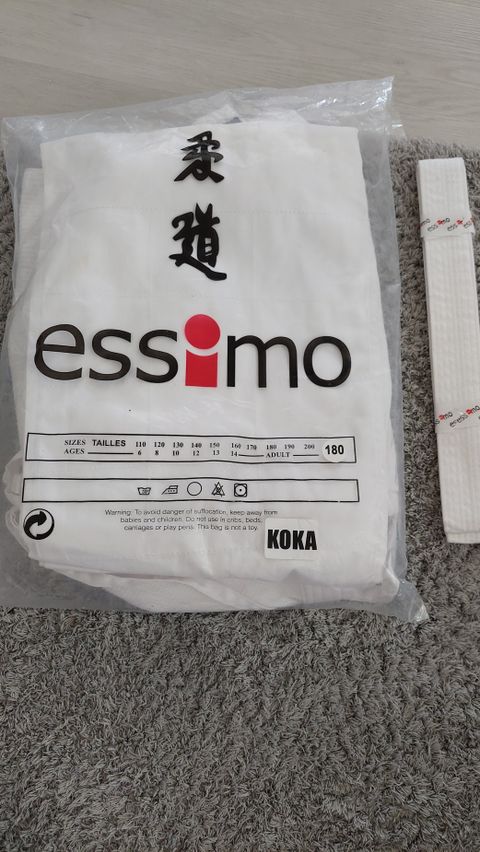 柔
道
essimo
SIZES TAILLES 110 120 130 140 150 160 170 180 190 200 180
AGES 6 8 10 12 13 14 ADULT
Warning: To avoid danger of suffocation, keep away from
babies and children. Do not use in cribs, beds,
carriages or play pens. This bag is not a toy.
KOKA
essimo
essimo